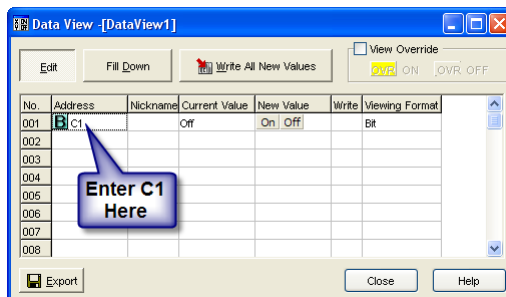 Data View -[DataView1]
Edit
Fill Down
Write All New Values
View Override
OVR ON
OVR OFF
No. Address Nickname Current Value New Value Write Viewing Format
001 B C1 Off On Off Bit
002
003
004
005
006
007
008
Enter C1
Here
Export
Close
Help